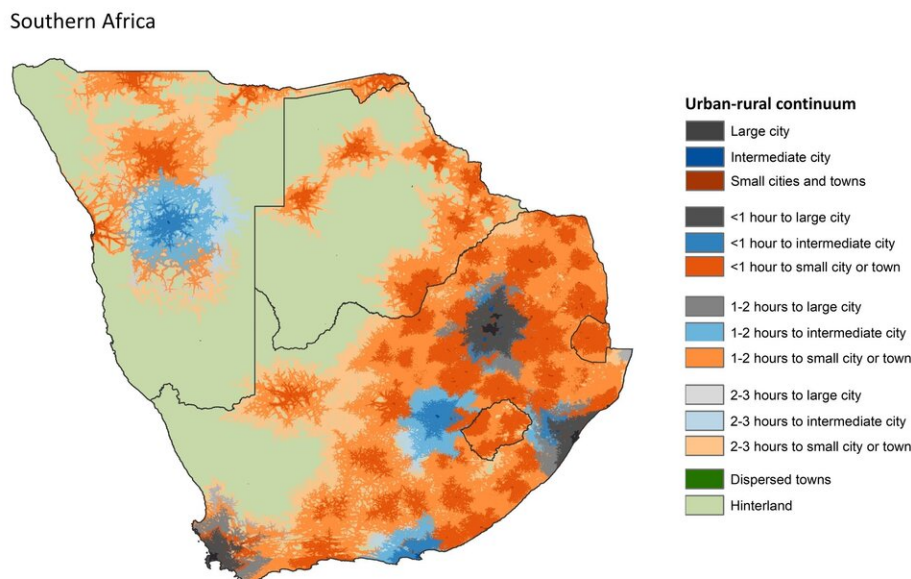 Southern Africa
Urban-rural continuum
Large city
Intermediate city
Small cities and towns
<1 hour to large city
<1 hour to intermediate city
<1 hour to small city or town
1-2 hours to large city
1-2 hours to intermediate city
1-2 hours to small city or town
2-3 hours to large city
2-3 hours to intermediate city
2-3 hours to small city or town
Dispersed towns
Hinterland